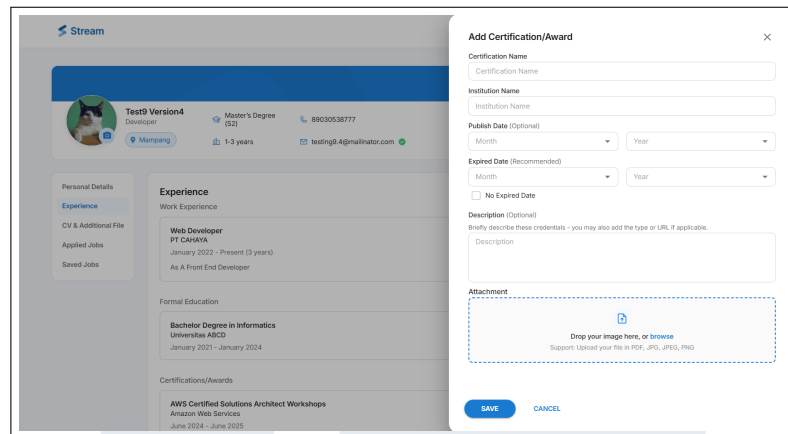 Stream
Test9 Version4
Developer
Mampang
Master's Degree
(S2)
89030538777
1-3 years
testing9.4@mailinator.com
Personal Details
Experience
CV & Additional File
Applied Jobs
Saved Jobs
Experience
Work Experience
Web Developer
PT CAHAYA
January 2022 - Present (3 years)
As A Front End Developer
Formal Education
Bachelor Degree in Informatics
Universitas ABCD
January 2021 - January 2024
Certifications/Awards
AWS Certified Solutions Architect Workshops
Amazon Web Services
June 2024 - June 2025
Add Certification/Award
Certification Name
Certification Name
Institution Name
Institution Name
Publish Date (Optional)
Month Year
Expired Date (Recommended)
Month Year
No Expired Date
Description (Optional)
Briefly describe these credentials - you may also add the type or URL if applicable.
Description
Attachment
Drop your image here, or browse
Support: Upload your file in PDF, JPG, JPEG, PNG
SAVE CANCEL